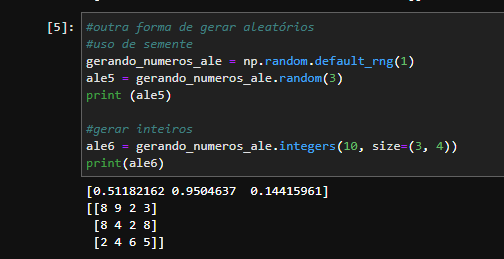 [5]: #outra forma de gerar aleatórios
#uso de semente
gerando_numeros_ale = np.random.default_rng(1)
ale5 = gerando_numeros_ale.random(3)
print (ale5)
#gerar inteiros
ale6 = gerando_numeros_ale.integers(10, size=(3, 4))
print(ale6)
[0.51182162 0.9504637  0.14415961]
[[8 9 2 3]
 [8 4 2 8]
 [2 4 6 5]]